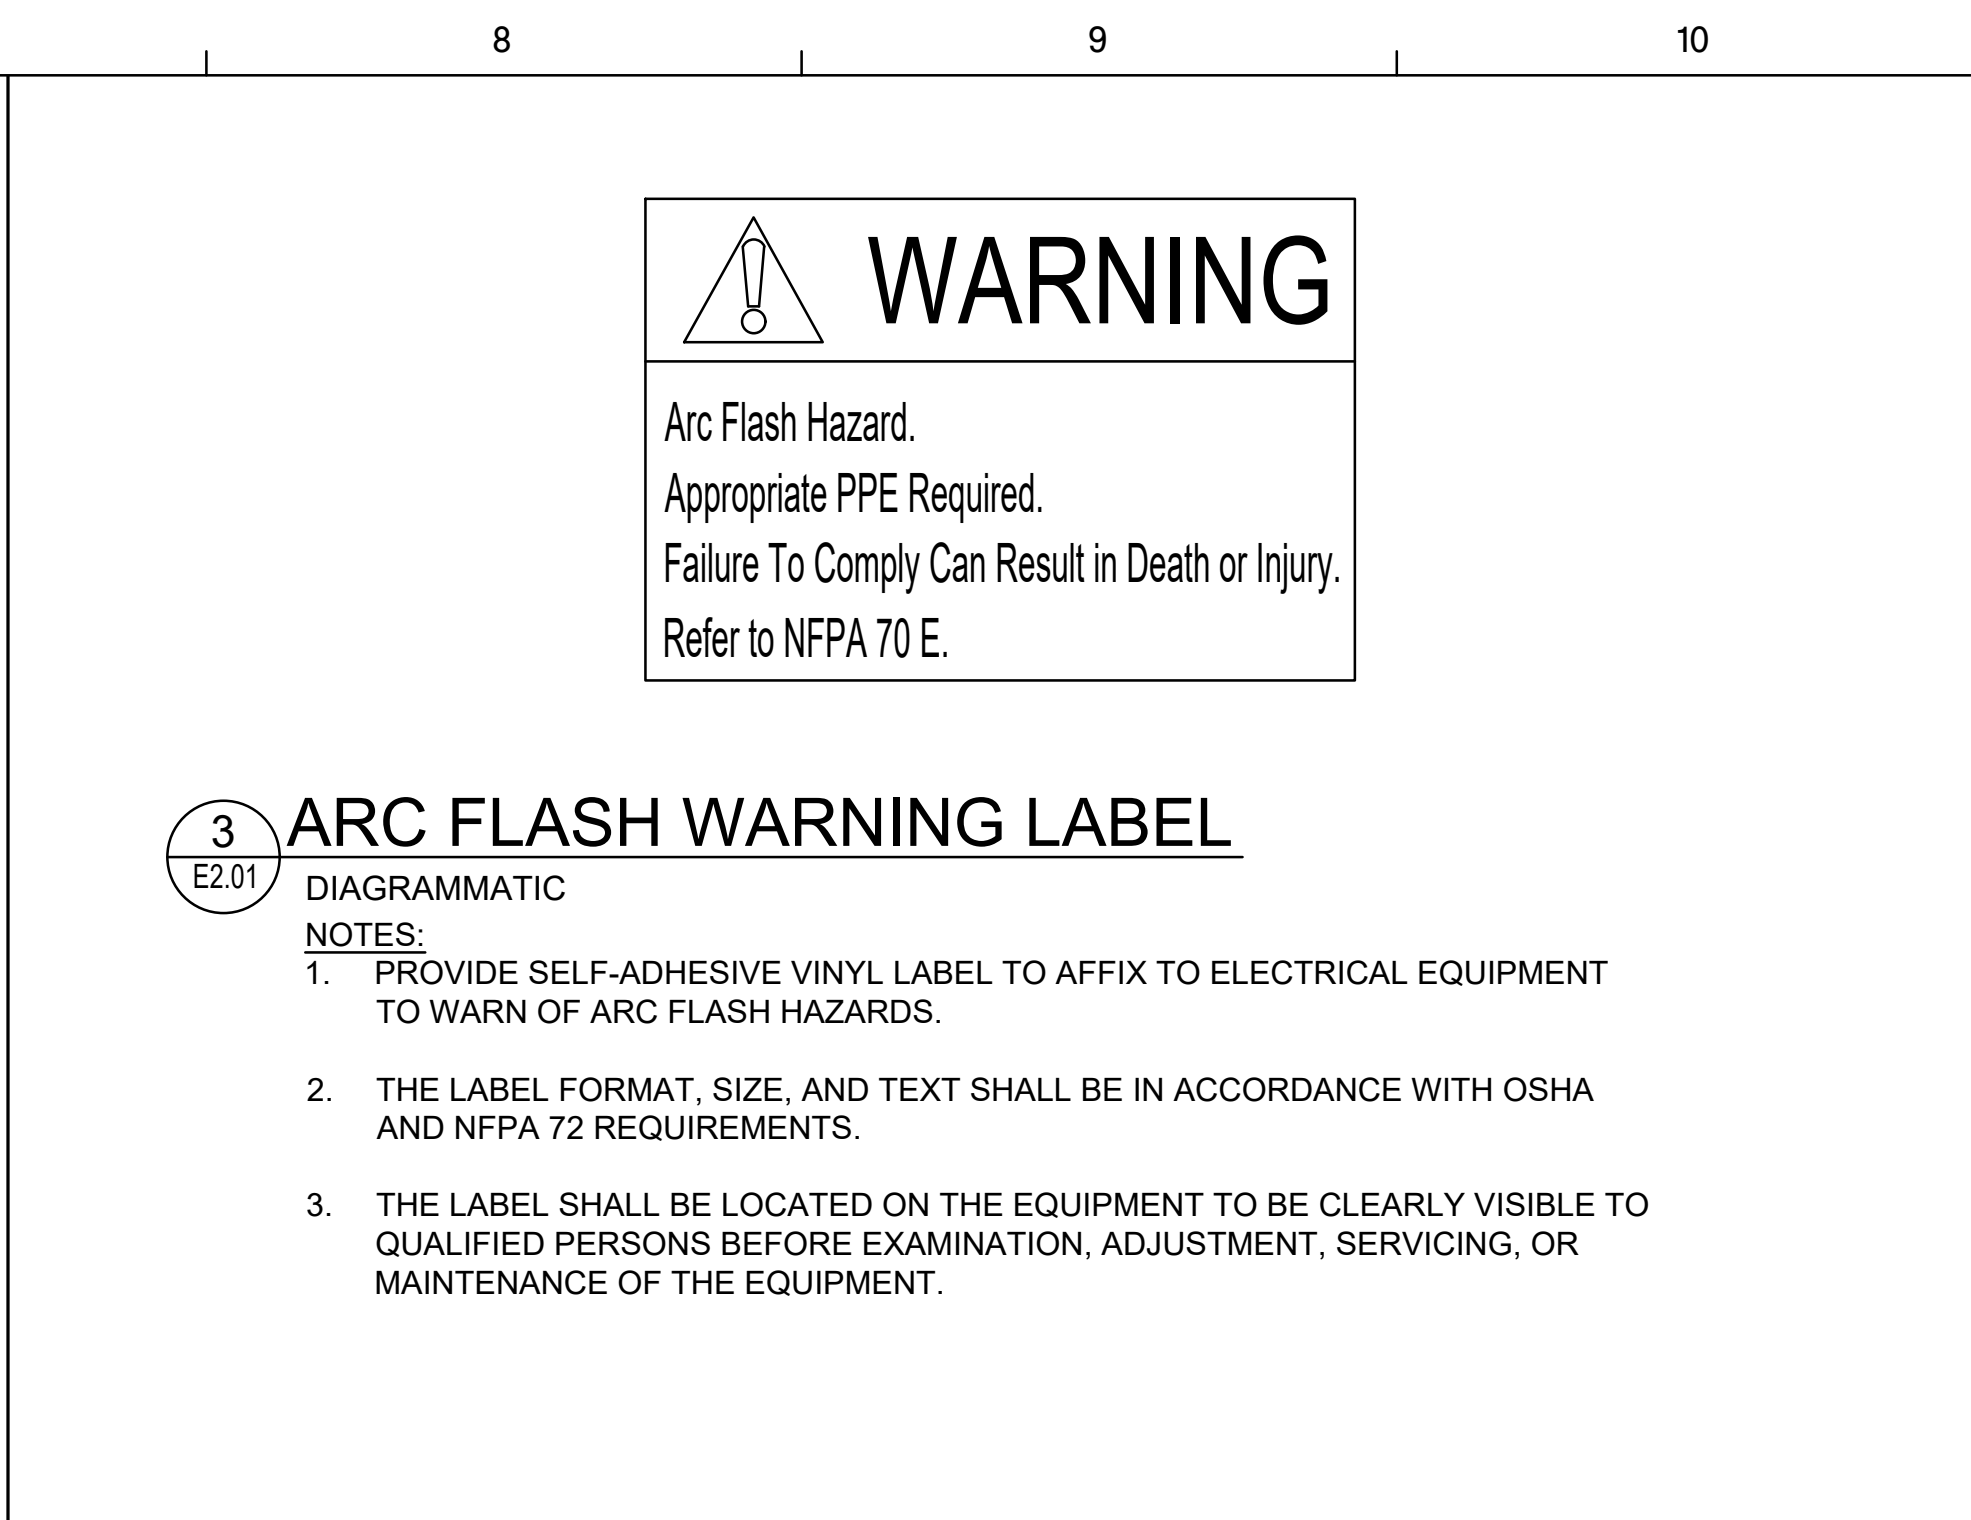 8 9 10
WARNING
Arc Flash Hazard.
Appropriate PPE Required.
Failure To Comply Can Result in Death or Injury.
Refer to NFPA 70 E.
3 ARC FLASH WARNING LABEL
E2.01
DIAGRAMMATIC
NOTES:
1. PROVIDE SELF-ADHESIVE VINYL LABEL TO AFFIX TO ELECTRICAL EQUIPMENT
TO WARN OF ARC FLASH HAZARDS.
2. THE LABEL FORMAT, SIZE, AND TEXT SHALL BE IN ACCORDANCE WITH OSHA
AND NFPA 72 REQUIREMENTS.
3. THE LABEL SHALL BE LOCATED ON THE EQUIPMENT TO BE CLEARLY VISIBLE TO
QUALIFIED PERSONS BEFORE EXAMINATION, ADJUSTMENT, SERVICING, OR
MAINTENANCE OF THE EQUIPMENT.